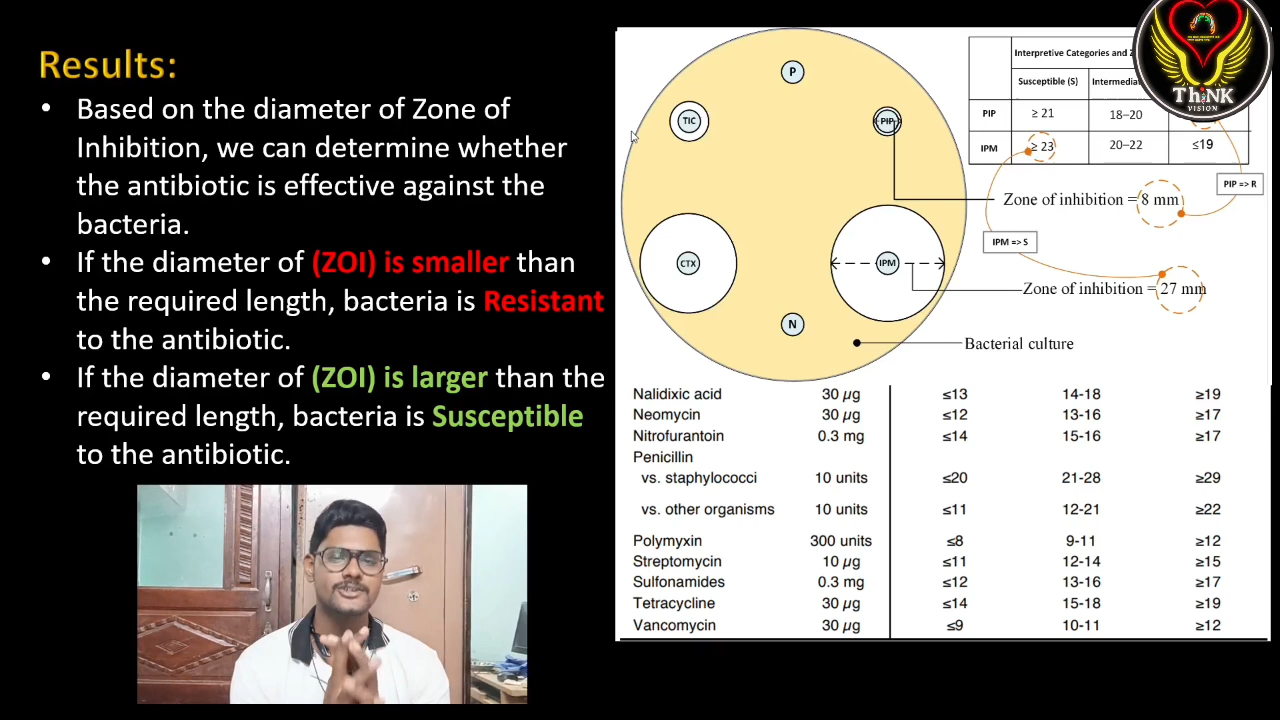 Results:
• Based on the diameter of Zone of
Inhibition, we can determine whether
the antibiotic is effective against the
bacteria.
• If the diameter of (ZOI) is smaller than
the required length, bacteria is Resistant
to the antibiotic.
• If the diameter of (ZOI) is larger than the
required length, bacteria is Susceptible
to the antibiotic.
P
TIC
PIP
CTX
IPM
N
Interpretive Categories and
Susceptible (S)
PIP ≥ 21 18–20
IPM ≥ 23 20–22 ≤19
ThiNK
VISION
PIP => R
Zone of inhibition = 8 mm
IPM => S
Zone of inhibition = 27 mm
Bacterial culture
Nalidixic acid 30 µg ≤13 14-18 ≥19
Neomycin 30 µg ≤12 13-16 ≥17
Nitrofurantoin 0.3 mg ≤14 15-16 ≥17
Penicillin
vs. staphylococci 10 units ≤20 21-28 ≥29
vs. other organisms 10 units ≤11 12-21 ≥22
Polymyxin 300 units ≤8 9-11 ≥12
Streptomycin 10 µg ≤11 12-14 ≥15
Sulfonamides 0.3 mg ≤12 13-16 ≥17
Tetracycline 30 µg ≤14 15-18 ≥19
Vancomycin 30 µg ≤9 10-11 ≥12